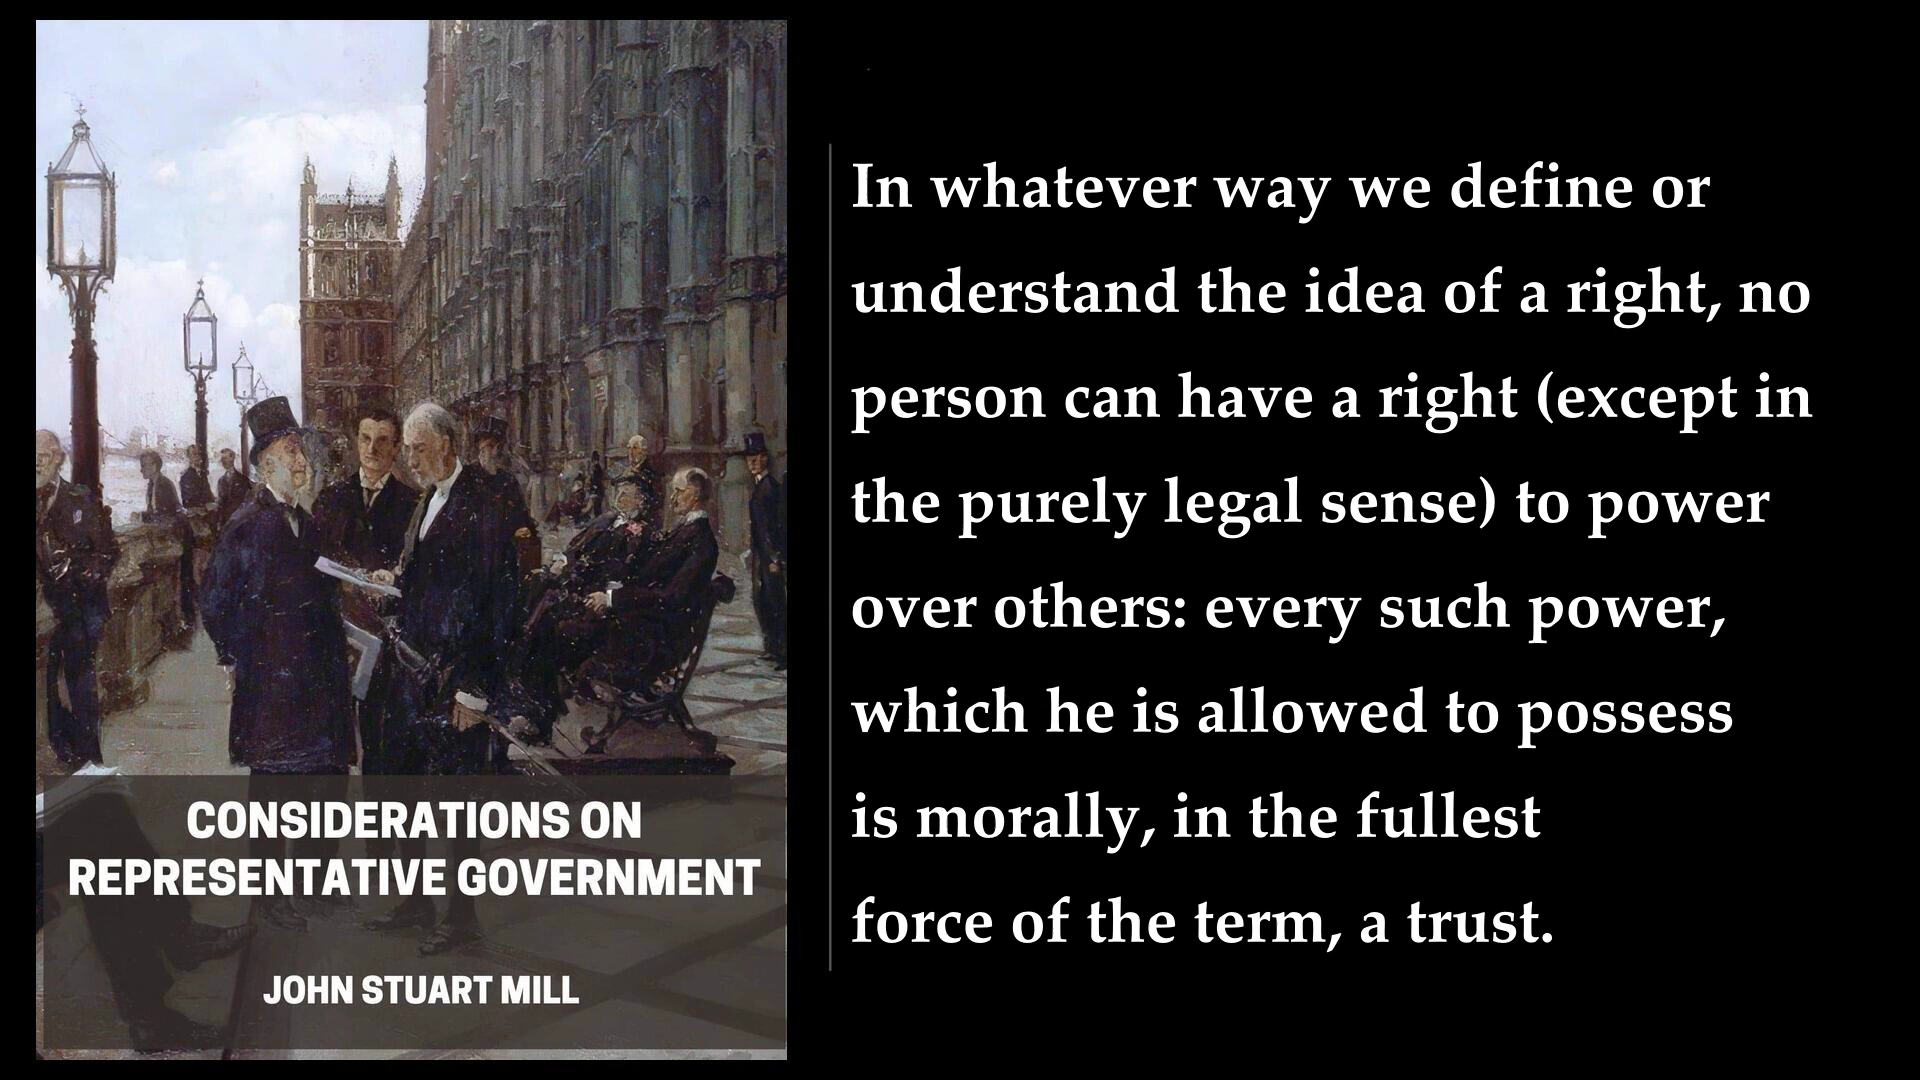 CONSIDERATIONS ON
REPRESENTATIVE GOVERNMENT
JOHN STUART MILL
In whatever way we define or
understand the idea of a right, no
person can have a right (except in
the purely legal sense) to power
over others: every such power,
which he is allowed to possess
is morally, in the fullest
force of the term, a trust.